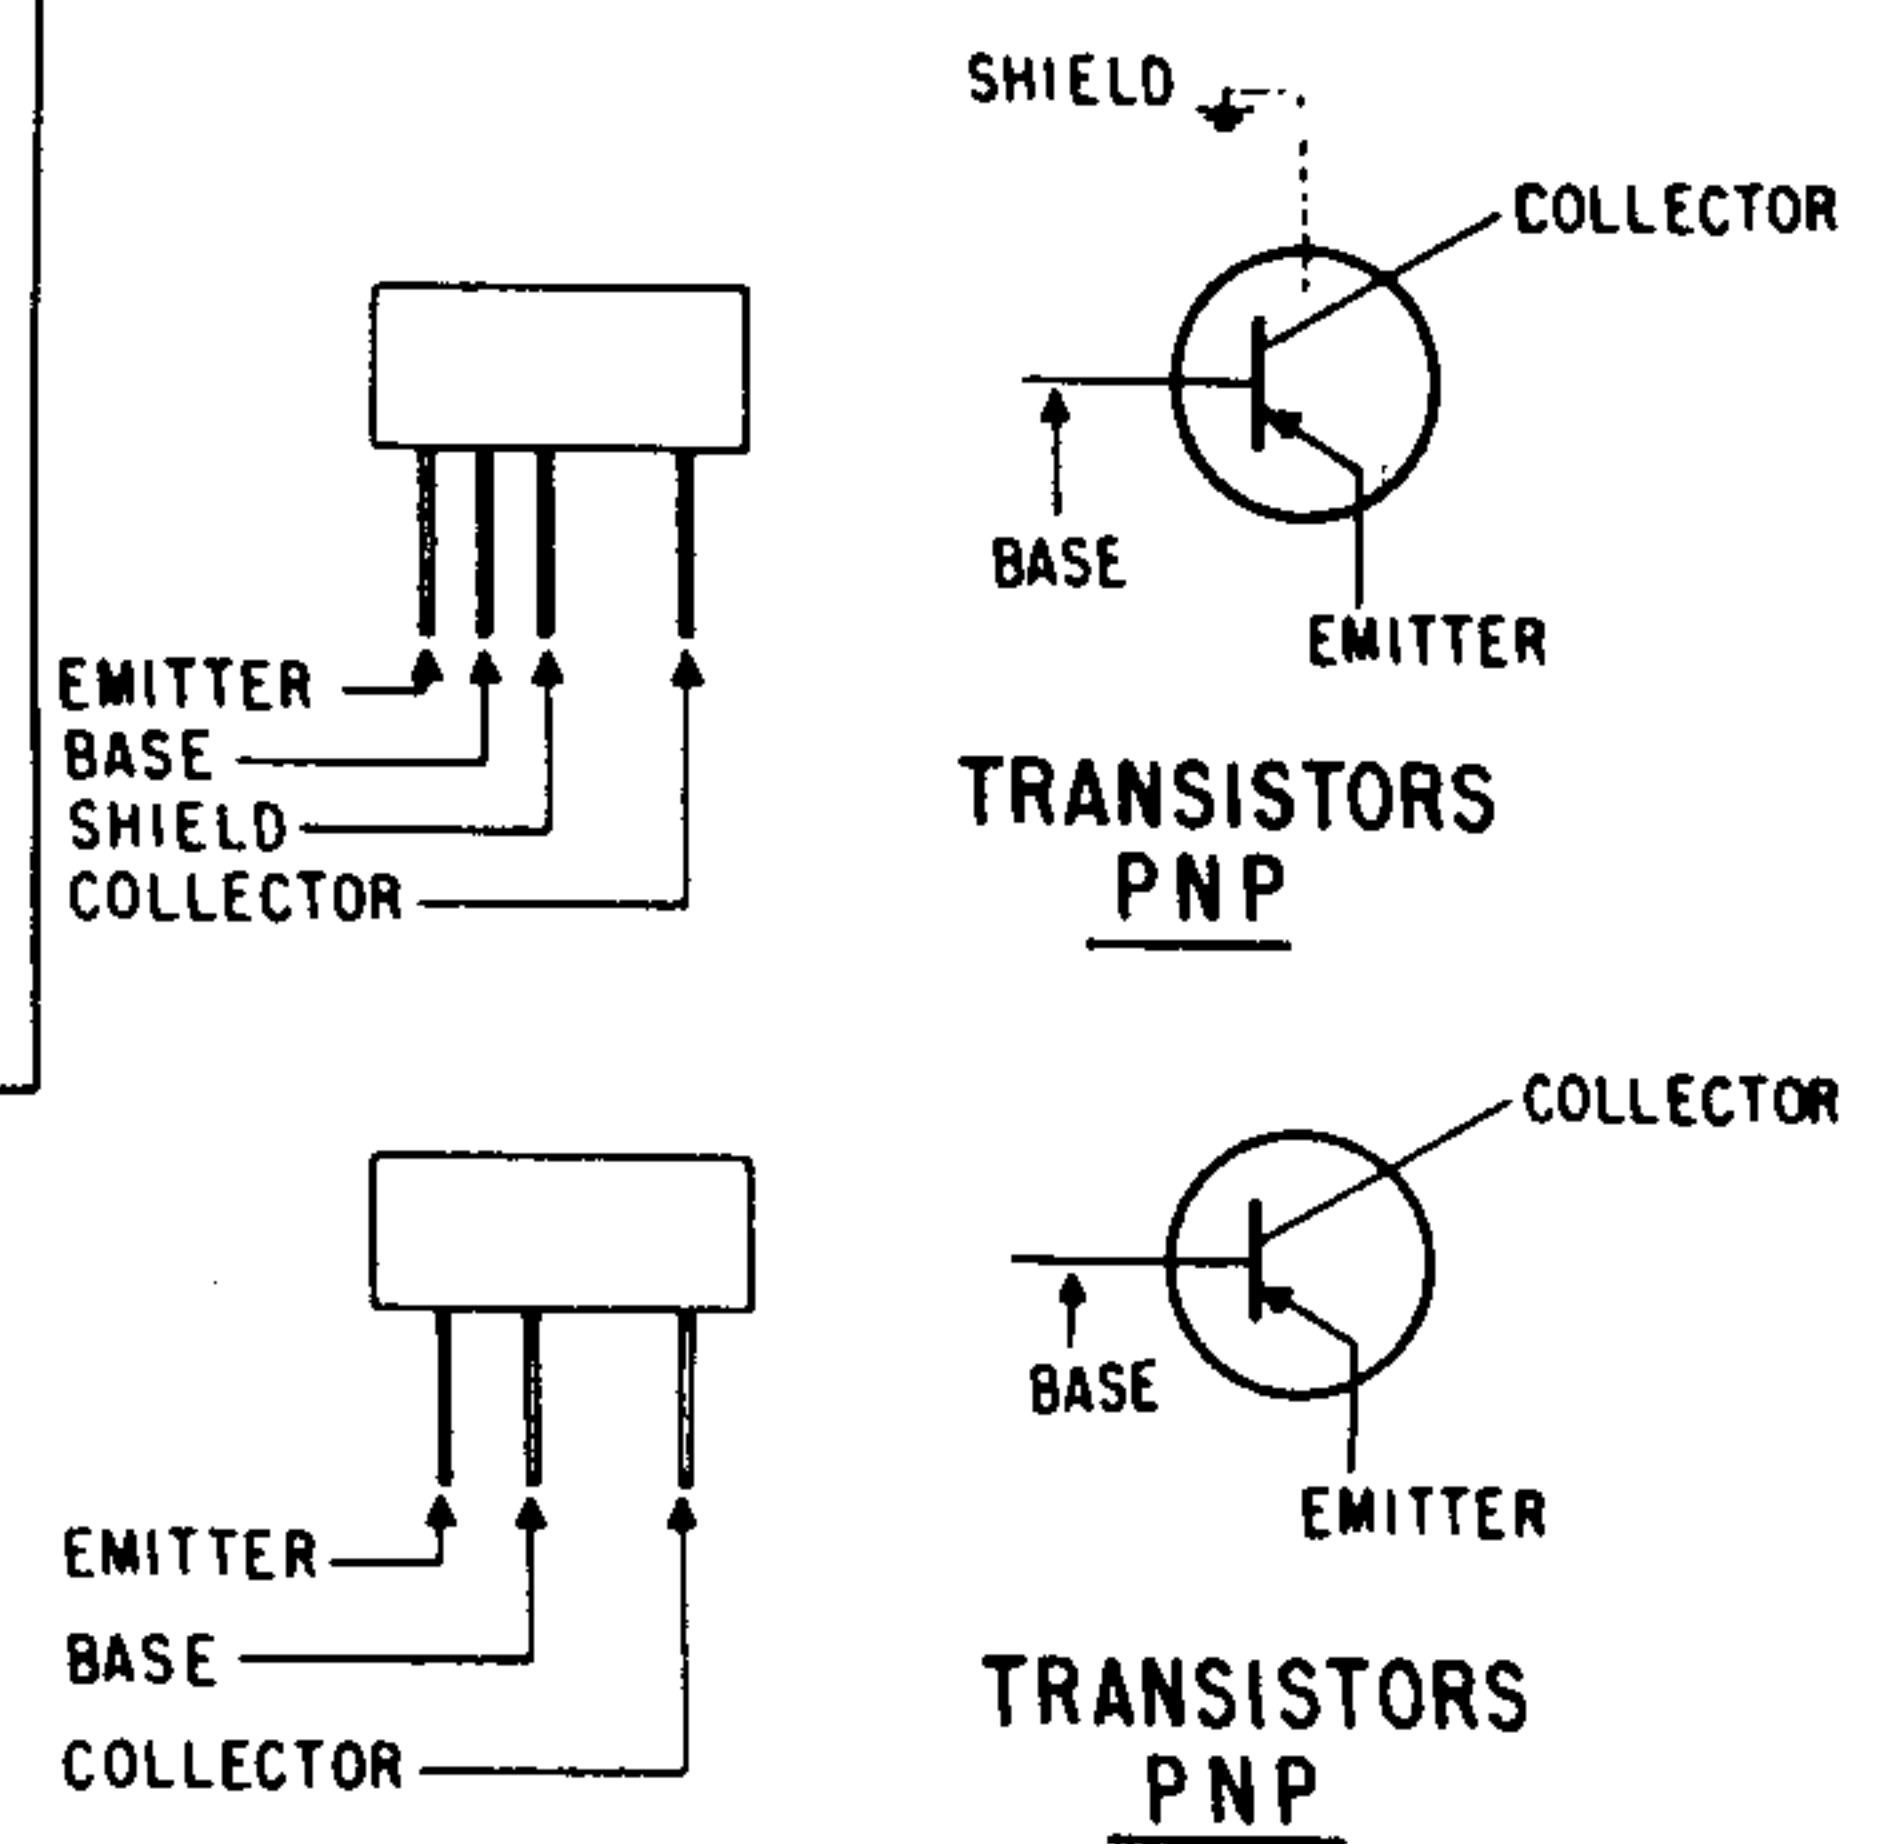 SHIELD
COLLECTOR
BASE
EMITTER
EMITTER
BASE
SHIELD
COLLECTOR
TRANSISTORS
PNP
COLLECTOR
BASE
EMITTER
EMITTER
BASE
COLLECTOR
TRANSISTORS
PNP